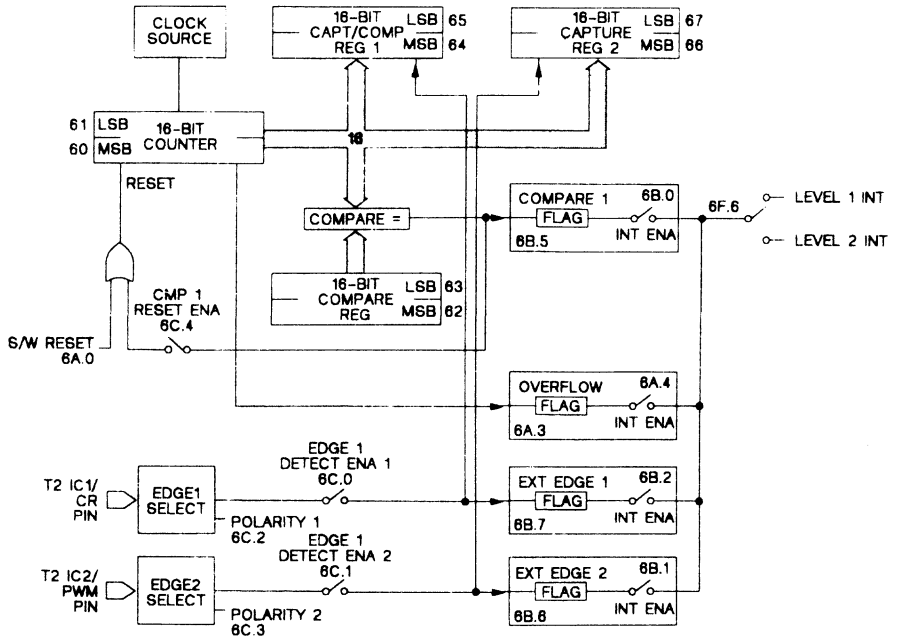 CLOCK
SOURCE
16-BIT
CAPT/COMP
REG 1
LSB
MSB
65
64
16-BIT
CAPTURE
REG 2
LSB
MSB
67
66
61
60
LSB
MSB
16-BIT
COUNTER
16
RESET
COMPARE =
COMPARE 1
6B.0
FLAG
INT ENA
6B.5
6F.6
LEVEL 1 INT
LEVEL 2 INT
16-BIT
COMPARE
REG
LSB
MSB
63
62
CMP 1
RESET ENA
6C.4
S/W RESET
6A.0
OVERFLOW
6A.4
FLAG
INT ENA
6A.3
T2 IC1/
CR
PIN
EDGE1
SELECT
POLARITY 1
6C.2
EDGE 1
DETECT ENA 1
6C.0
EXT EDGE 1
6B.2
FLAG
INT ENA
6B.7
T2 IC2/
PWM
PIN
EDGE2
SELECT
POLARITY 2
6C.3
EDGE 1
DETECT ENA 2
6C.1
EXT EDGE 2
6B.1
FLAG
INT ENA
6B.6